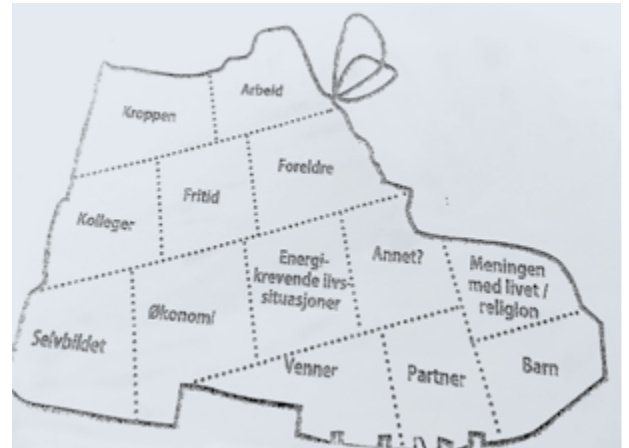 Kroppen
Arbeid
Kolleger
Fritid
Foreldre
Selvbildet
Økonomi
Energi-
krevende livs-
situasjoner
Annet?
Meningen
med livet /
religion
Venner
Partner
Barn